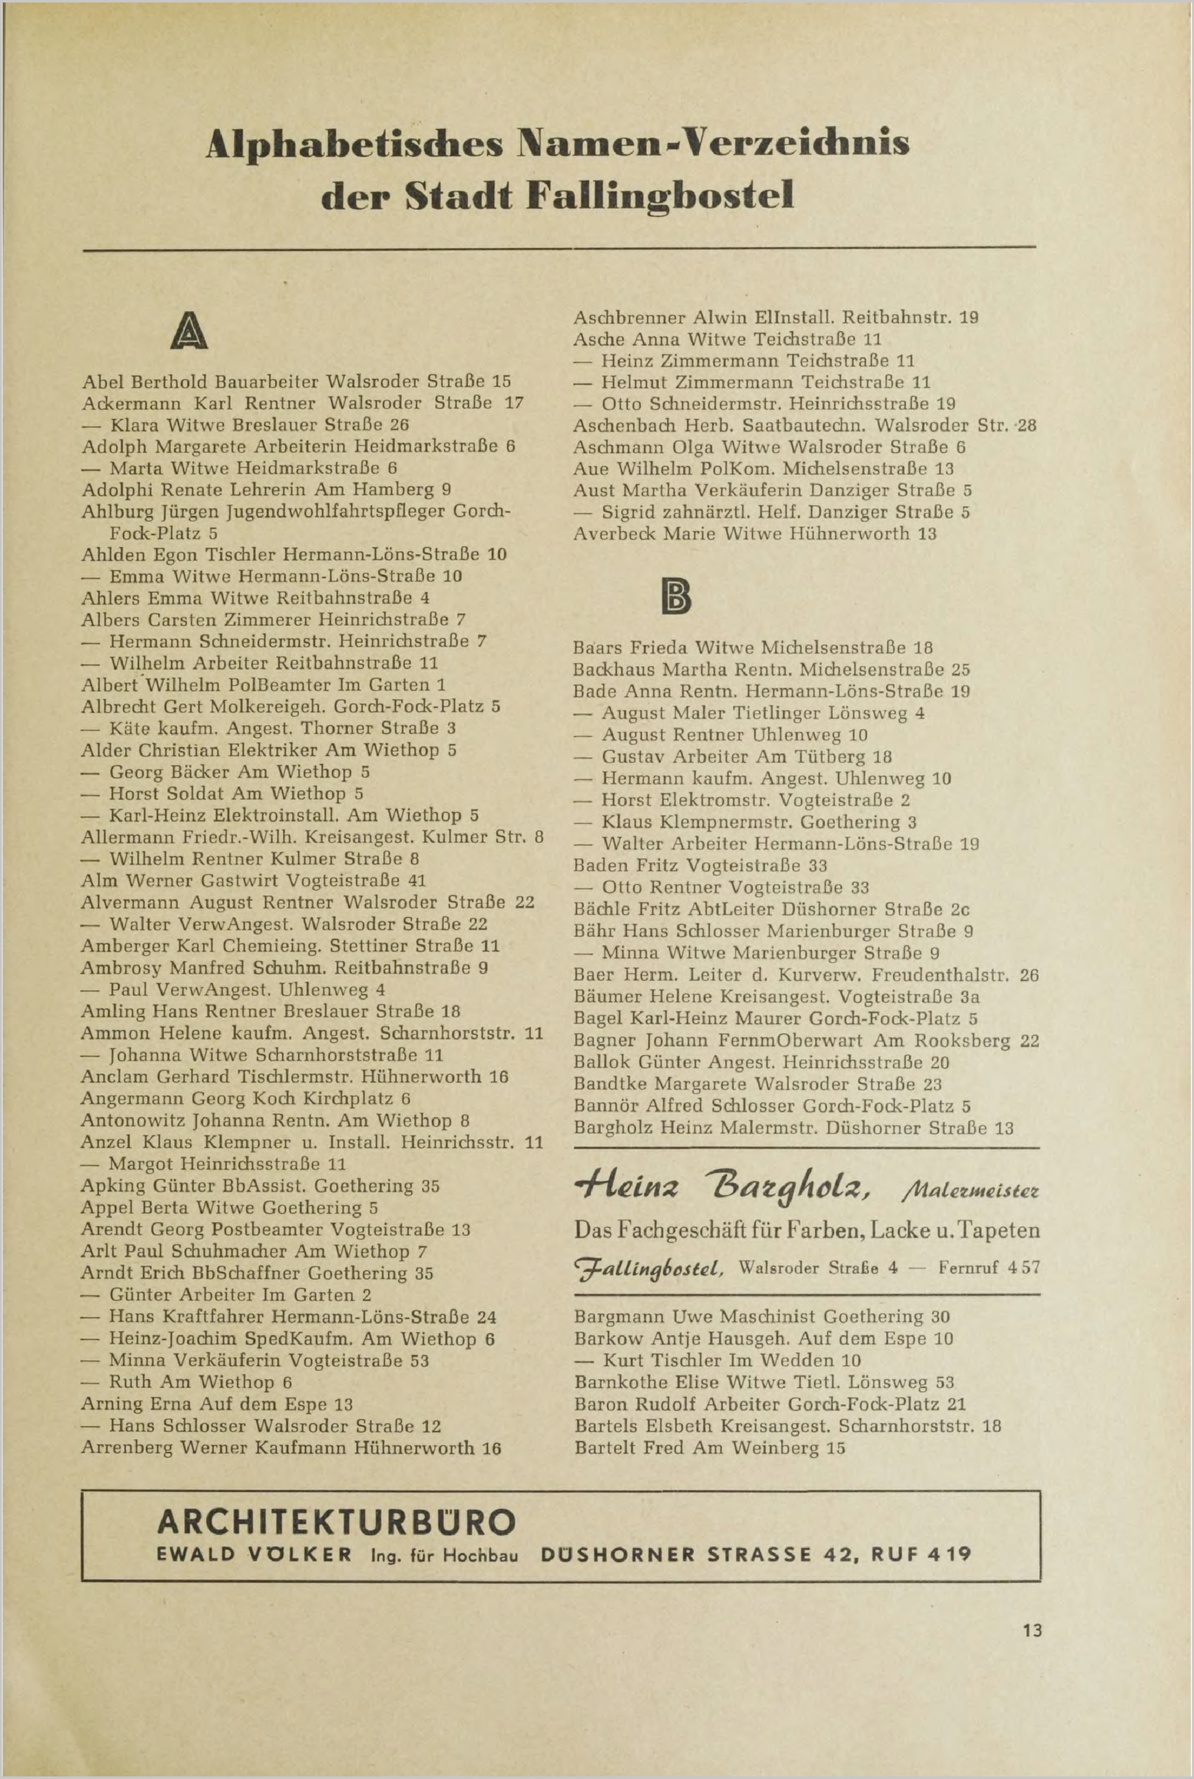 Alphabetisches Namen-Verzeichnis
der Stadt Fallingbostel
A
Abel Berthold Bauarbeiter Walsroder Straße 15
Ackermann Karl Rentner Walsroder Straße 17
— Klara Witwe Breslauer Straße 26
Adolph Margarete Arbeiterin Heidmarkstraße 6
— Marta Witwe Heidmarkstraße 6
Adolphi Renate Lehrerin Am Hamberg 9
Ahlburg Jürgen Jugendwohlfahrtspfleger Gorch-
Fock-Platz 5
Ahlden Egon Tischler Hermann-Löns-Straße 10
— Emma Witwe Hermann-Löns-Straße 10
Ahlers Emma Witwe Reitbahnstraße 4
Albers Carsten Zimmerer Heinrichstraße 7
— Hermann Schneidermstr. Heinrichstraße 7
— Wilhelm Arbeiter Reitbahnstraße 11
Albert Wilhelm PolBeamter Im Garten 1
Albrecht Gert Molkereigeh. Gorch-Fock-Platz 5
— Käte kaufm. Angest. Thorner Straße 3
Alder Christian Elektriker Am Wiethop 5
— Georg Bäcker Am Wiethop 5
— Horst Soldat Am Wiethop 5
— Karl-Heinz Elektroinstall. Am Wiethop 5
Allermann Friedr.-Wilh. Kreisangest. Kulmer Str. 8
— Wilhelm Rentner Kulmer Straße 8
Alm Werner Gastwirt Vogteistraße 41
Alvermann August Rentner Walsroder Straße 22
— Walter VerwAngest. Walsroder Straße 22
Amberger Karl Chemieing. Stettiner Straße 11
Ambrosy Manfred Schuhm. Reitbahnstraße 9
— Paul VerwAngest. Uhlenweg 4
Amling Hans Rentner Breslauer Straße 18
Ammon Helene kaufm. Angest. Scharnhorststr. 11
— Johanna Witwe Scharnhorststraße 11
Anclam Gerhard Tischlermstr. Hühnerworth 16
Angermann Georg Koch Kirchplatz 6
Antonowitz Johanna Rentn. Am Wiethop 8
Anzel Klaus Klempner u. Install. Heinrichsstr. 11
— Margot Heinrichsstraße 11
Apking Günter BbAssist. Goethering 35
Appel Berta Witwe Goethering 5
Arendt Georg Postbeamter Vogteistraße 13
Arlt Paul Schuhmacher Am Wiethop 7
Arndt Erich BbSchaffner Goethering 35
— Günter Arbeiter Im Garten 2
— Hans Kraftfahrer Hermann-Löns-Straße 24
— Heinz-Joachim SpedKaufm. Am Wiethop 6
— Minna Verkäuferin Vogteistraße 53
— Ruth Am Wiethop 6
Arning Erna Auf dem Espe 13
— Hans Schlosser Walsroder Straße 12
Arrenberg Werner Kaufmann Hühnerworth 16
Aschbrenner Alwin ElInstall. Reitbahnstr. 19
Asche Anna Witwe Teichstraße 11
— Heinz Zimmermann Teichstraße 11
— Helmut Zimmermann Teichstraße 11
— Otto Schneidermstr. Heinrichsstraße 19
Aschenbach Herb. Saatbautechn. Walsroder Str. 28
Aschmann Olga Witwe Walsroder Straße 6
Aue Wilhelm PolKom. Michelsenstraße 13
Aust Martha Verkäuferin Danziger Straße 5
— Sigrid zahnärztl. Helf. Danziger Straße 5
Averbeck Marie Witwe Hühnerworth 13
B
Baars Frieda Witwe Michelsenstraße 18
Backhaus Martha Rentn. Michelsenstraße 25
Bade Anna Rentn. Hermann-Löns-Straße 19
— August Maler Tietlinger Lönsweg 4
— August Rentner Uhlenweg 10
— Gustav Arbeiter Am Tütberg 18
— Hermann kaufm. Angest. Uhlenweg 10
— Horst Elektromstr. Vogteistraße 2
— Klaus Klempnermstr. Goethering 3
— Walter Arbeiter Hermann-Löns-Straße 19
Baden Fritz Vogteistraße 33
— Otto Rentner Vogteistraße 33
Bächle Fritz AbtLeiter Düshorner Straße 2c
Bähr Hans Schlosser Marienburger Straße 9
— Minna Witwe Marienburger Straße 9
Baer Herm. Leiter d. Kurverw. Freudenthalstr. 26
Bäumer Helene Kreisangest. Vogteistraße 3a
Bagel Karl-Heinz Maurer Gorch-Fock-Platz 5
Bagner Johann FernmOberwart Am Rooksberg 22
Ballok Günter Angest. Heinrichsstraße 20
Bandtke Margarete Walsroder Straße 23
Bannör Alfred Schlosser Gorch-Fock-Platz 5
Bargholz Heinz Malermstr. Düshorner Straße 13
Heinz Bargholz, Malermeister
Das Fachgeschäft für Farben, Lacke u. Tapeten
Fallingbostel, Walsroder Straße 4 — Fernruf 457
Bargmann Uwe Maschinist Goethering 30
Barkow Antje Hausgeh. Auf dem Espe 10
— Kurt Tischler Im Wedden 10
Barnkothe Elise Witwe Tietl. Lönsweg 53
Baron Rudolf Arbeiter Gorch-Fock-Platz 21
Bartels Elsbeth Kreisangest. Scharnhorststr. 18
Bartelt Fred Am Weinberg 15
ARCHITEKTURBÜRO
EWALD VÖLKER Ing. für Hochbau DÜSHORNER STRASSE 42, RUF 419
13